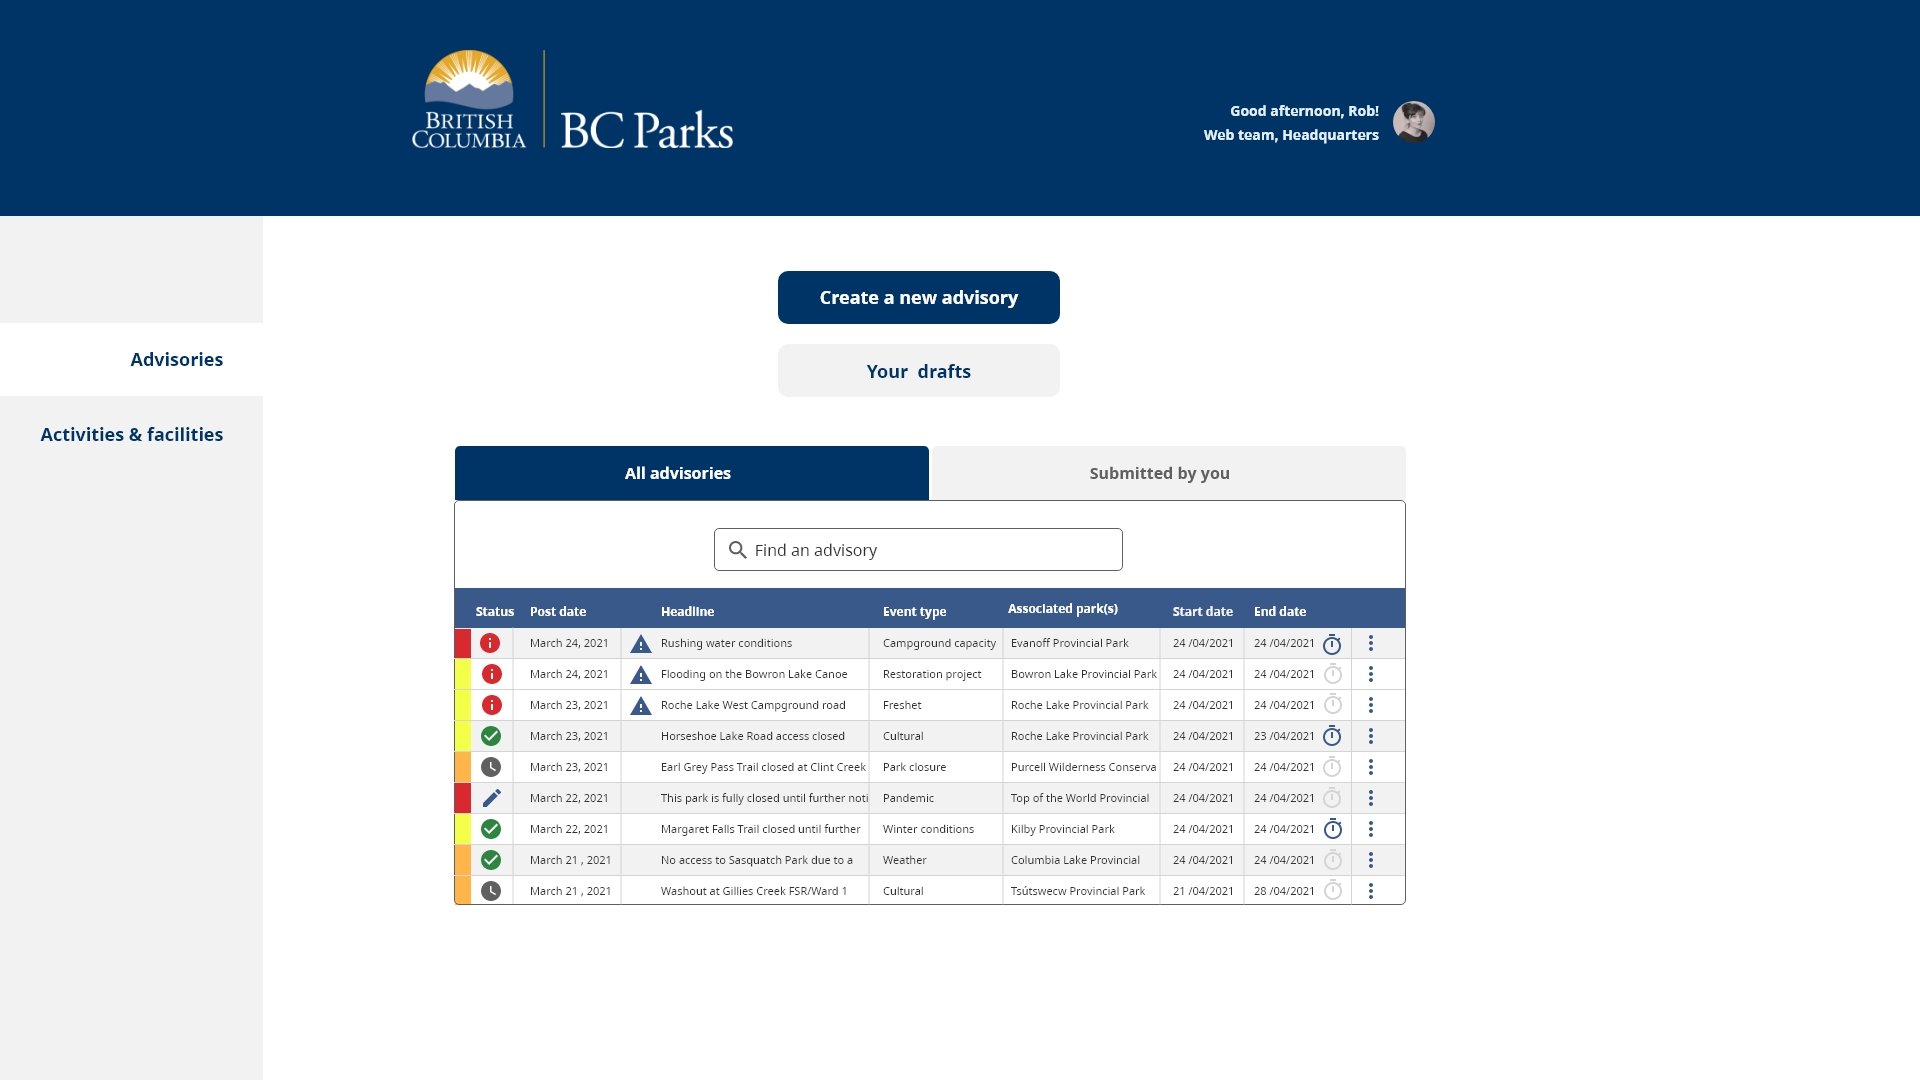 BRITISH
COLUMBIA
BC Parks
Good afternoon, Rob!
Web team, Headquarters
Create a new advisory
Advisories
Your drafts
Activities & facilities
All advisories
Submitted by you
Find an advisory
Status Post date Headline Event type Associated park(s) Start date End date
March 24, 2021 Rushing water conditions Campground capacity Evanoff Provincial Park 24 /04/2021 24 /04/2021
March 24, 2021 Flooding on the Bowron Lake Canoe Restoration project Bowron Lake Provincial Park 24 /04/2021 24 /04/2021
March 23, 2021 Roche Lake West Campground road Freshet Roche Lake Provincial Park 24 /04/2021 24 /04/2021
March 23, 2021 Horseshoe Lake Road access closed Cultural Roche Lake Provincial Park 24 /04/2021 23 /04/2021
March 23, 2021 Earl Grey Pass Trail closed at Clint Creek Park closure Purcell Wilderness Conserva 24 /04/2021 24 /04/2021
March 22, 2021 This park is fully closed until further noti Pandemic Top of the World Provincial 24 /04/2021 24 /04/2021
March 22, 2021 Margaret Falls Trail closed until further Winter conditions Kilby Provincial Park 24 /04/2021 24 /04/2021
March 21 , 2021 No access to Sasquatch Park due to a Weather Columbia Lake Provincial 24 /04/2021 24 /04/2021
March 21 , 2021 Washout at Gillies Creek FSR/Ward 1 Cultural Tsútswecw Provincial Park 21 /04/2021 28 /04/2021